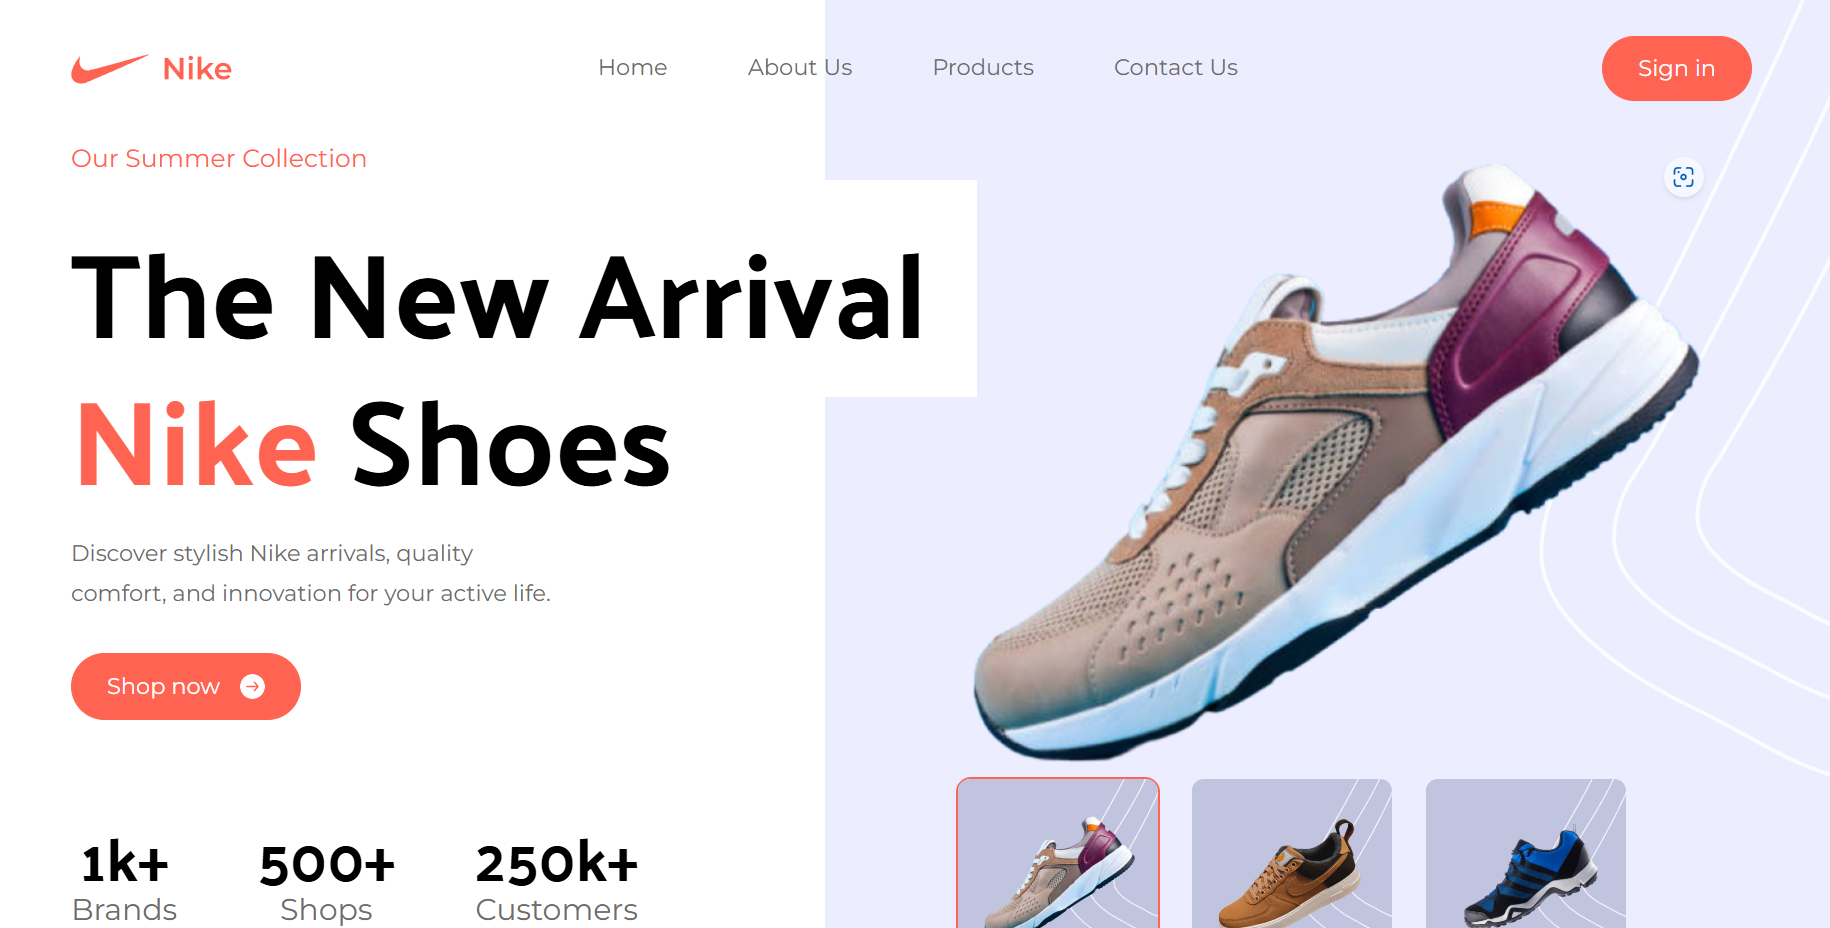 Nike
Home
About Us
Products
Contact Us
Sign in
Our Summer Collection
The New Arrival
Nike Shoes
Discover stylish Nike arrivals, quality
comfort, and innovation for your active life.
Shop now
1k+
Brands
500+
Shops
250k+
Customers